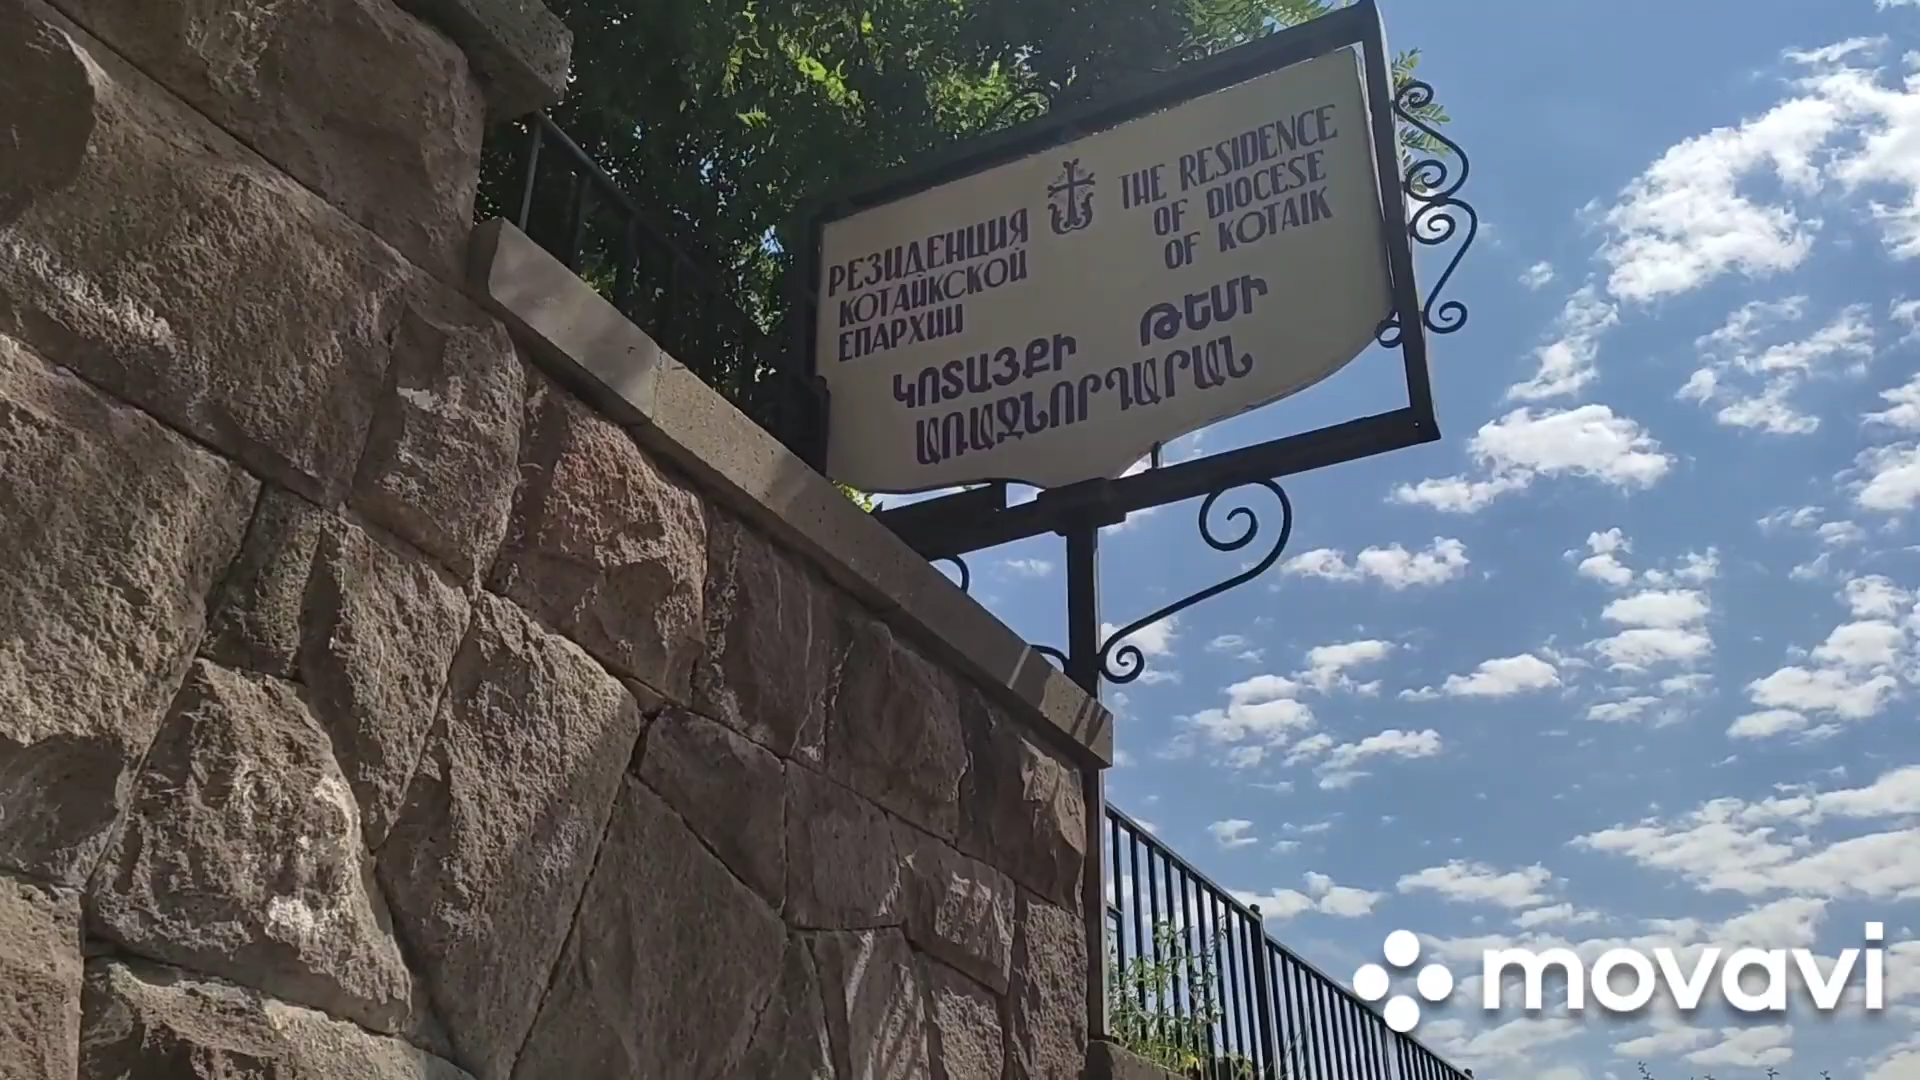 РЕЗИДЕНЦИЯ
КОТАЙКСКОЙ
ЕПАРХИИ
THE RESIDENCE
OF DIOCESE
OF KOTAIK
ԿՈՏԱՅՔԻ ԹԵՄԻ
ԱՌԱՋՆՈՐԴԱՐԱՆ
movavi